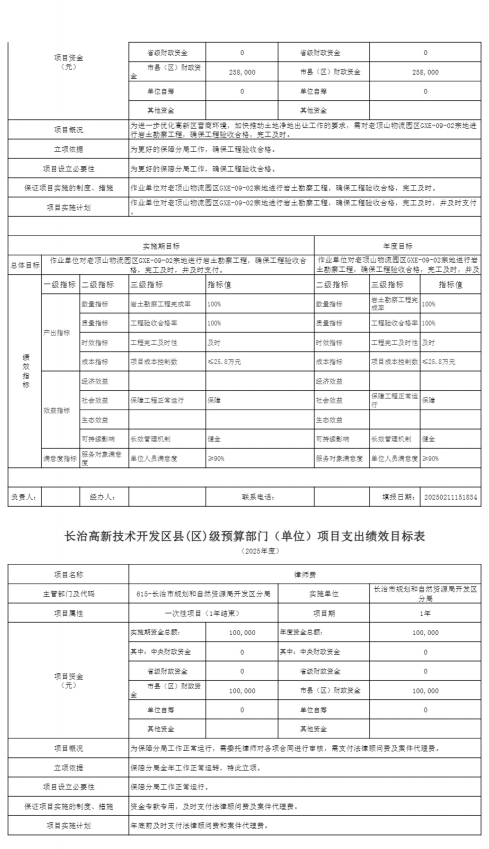 省级财政资金 0 省级财政资金 0
项目资金
（元）
市县（区）财政资金 258,000 市县（区）财政资金 258,000
单位自筹 0 单位自筹 0
其他资金 其他资金
项目概况 为进一步优化高新区营商环境，加快推动土地净地出让工作的要求，需对老顶山物流园区GXE-09-02宗地进行岩土勘察工程，确保工程验收合格，完工及时。
立项依据 为更好的保障分局工作，确保工程验收合格。
项目设立必要性 为更好的保障分局工作，确保工程验收合格。
保证项目实施的制度、措施 作业单位对老顶山物流园区GXE-09-02宗地进行岩土勘察工程，确保工程验收合格，完工及时。
项目实施计划 作业单位对老顶山物流园区GXE-09-02宗地进行岩土勘察工程，确保工程验收合格，完工及时，并及时支付。
实施期目标 年度目标
总体目标 作业单位对老顶山物流园区GXE-09-02宗地进行岩土勘察工程，确保工程验收合格，完工及时，并及时支付。 作业单位对老顶山物流园区GXE-09-02宗地进行岩土勘察工程，确保工程验收合格，完工及时，并及
绩效指标
一级指标 二级指标 三级指标 指标值 二级指标 三级指标 指标值
产出指标
数量指标 岩土勘察工程完成率 100% 数量指标 岩土勘察工程完成率 100%
质量指标 工程验收合格率 100% 质量指标 工程验收合格率 100%
时效指标 工程完工及时性 及时 时效指标 工程完工及时性 及时
成本指标 项目成本控制数 ≤25.8万元 成本指标 项目成本控制数 ≤25.8万元
效益指标
经济效益 经济效益
社会效益 保障工程正常运行 保障 社会效益 保障工程正常运行 保障
生态效益 生态效益
可持续影响 长效管理机制 健全 可持续影响 长效管理机制 健全
满意度指标 服务对象满意度 单位人员满意度 ≥90% 服务对象满意度 单位人员满意度 ≥90%
负责人： 经办人： 联系电话： 填报日期： 20250211151534
长治高新技术开发区县(区)级预算部门（单位）项目支出绩效目标表
（2025年度）
项目名称 律师费
主管部门及代码 615-长治市规划和自然资源局开发区分局 实施单位 长治市规划和自然资源局开发区分局
项目属性 一次性项目（1年结束） 项目期 1年
项目资金
（元）
实施期资金总额： 100,000 年度资金总额： 100,000
其中：中央财政资金 0 其中：中央财政资金 0
省级财政资金 0 省级财政资金 0
市县（区）财政资金 100,000 市县（区）财政资金 100,000
单位自筹 0 单位自筹 0
其他资金 其他资金
项目概况 为保障分局工作正常运行，需委托律师对各项合同进行审核，需支付法律顾问费及案件代理费。
立项依据 保障分局全年工作正常运转，特此立项。
项目设立必要性 保障分局工作正常运行。
保证项目实施的制度、措施 资金专款专用，及时支付法律顾问费及案件代理费。
项目实施计划 年底前及时支付法律顾问费和案件代理费。